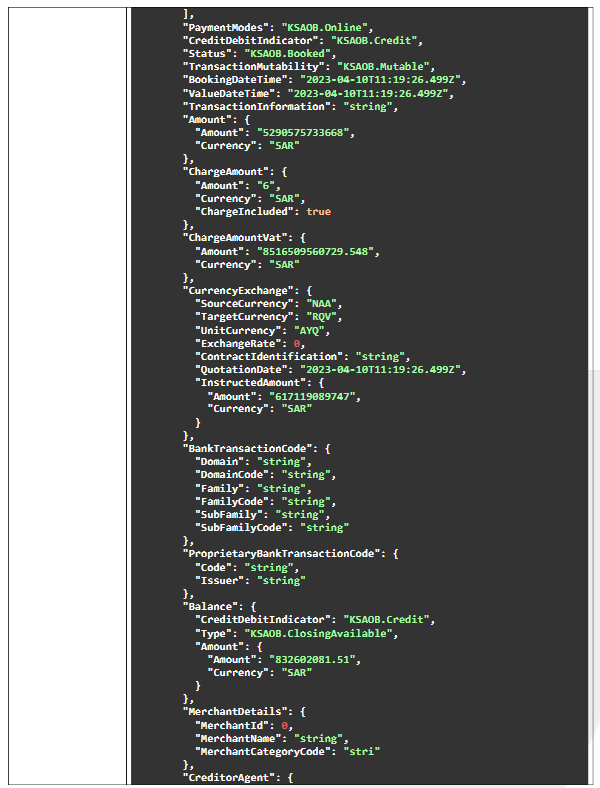 ],
"PaymentModes": "KSAOB.Online",
"CreditDebitIndicator": "KSAOB.Credit",
"Status": "KSAOB.Booked",
"TransactionMutability": "KSAOB.Mutable",
"BookingDateTime": "2023-04-10T11:19:26.499Z",
"ValueDateTime": "2023-04-10T11:19:26.499Z",
"TransactionInformation": "string",
"Amount": {
"Amount": "5290575733668",
"Currency": "SAR"
},
"ChargeAmount": {
"Amount": "6",
"Currency": "SAR",
"ChargeIncluded": true
},
"ChargeAmountVat": {
"Amount": "8516509560729.548",
"Currency": "SAR"
},
"CurrencyExchange": {
"SourceCurrency": "NAA",
"TargetCurrency": "RQV",
"UnitCurrency": "AYQ",
"ExchangeRate": 0,
"ContractIdentification": "string",
"QuotationDate": "2023-04-10T11:19:26.499Z",
"InstructedAmount": {
"Amount": "617119089747",
"Currency": "SAR"
}
},
"BankTransactionCode": {
"Domain": "string",
"DomainCode": "string",
"Family": "string",
"FamilyCode": "string",
"SubFamily": "string",
"SubFamilyCode": "string"
},
"ProprietaryBankTransactionCode": {
"Code": "string",
"Issuer": "string"
},
"Balance": {
"CreditDebitIndicator": "KSAOB.Credit",
"Type": "KSAOB.ClosingAvailable",
"Amount": {
"Amount": "832602081.51",
"Currency": "SAR"
}
},
"MerchantDetails": {
"MerchantId": 0,
"MerchantName": "string",
"MerchantCategoryCode": "stri"
},
"CreditorAgent": {